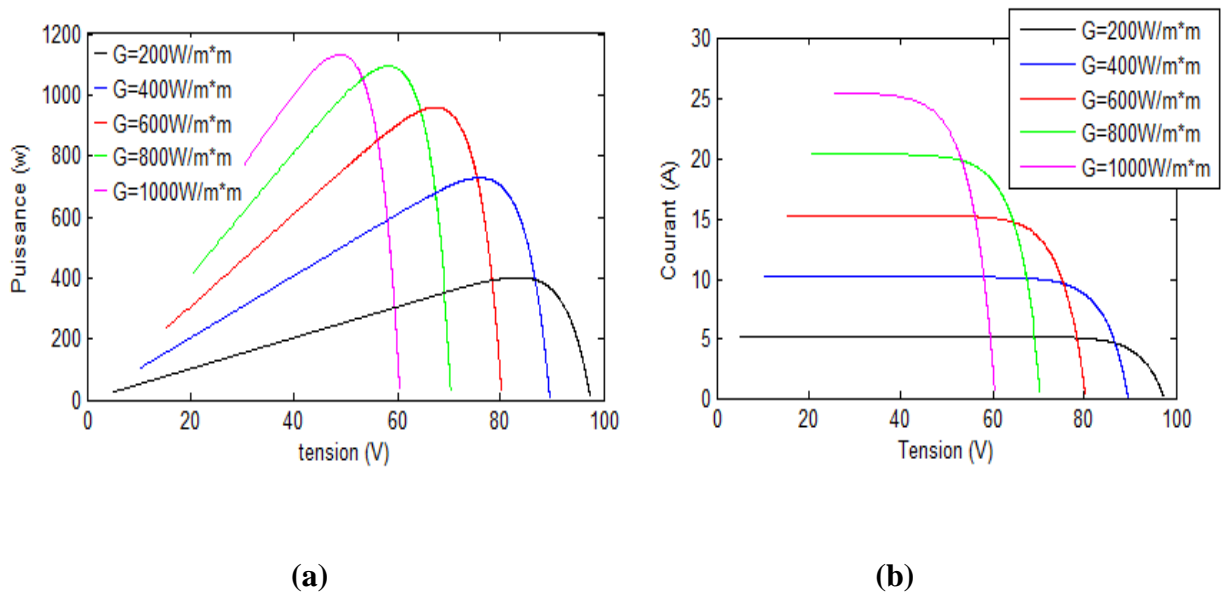 1200
1000
800
600
400
200
0
Puissance (w)
G=200W/m*m
G=400W/m*m
G=600W/m*m
G=800W/m*m
G=1000W/m*m
0 20 40 60 80 100
tension (V)
(a)
30
25
20
15
10
5
0
Courant (A)
G=200W/m*m
G=400W/m*m
G=600W/m*m
G=800W/m*m
G=1000W/m*m
0 20 40 60 80 100
Tension (V)
(b)